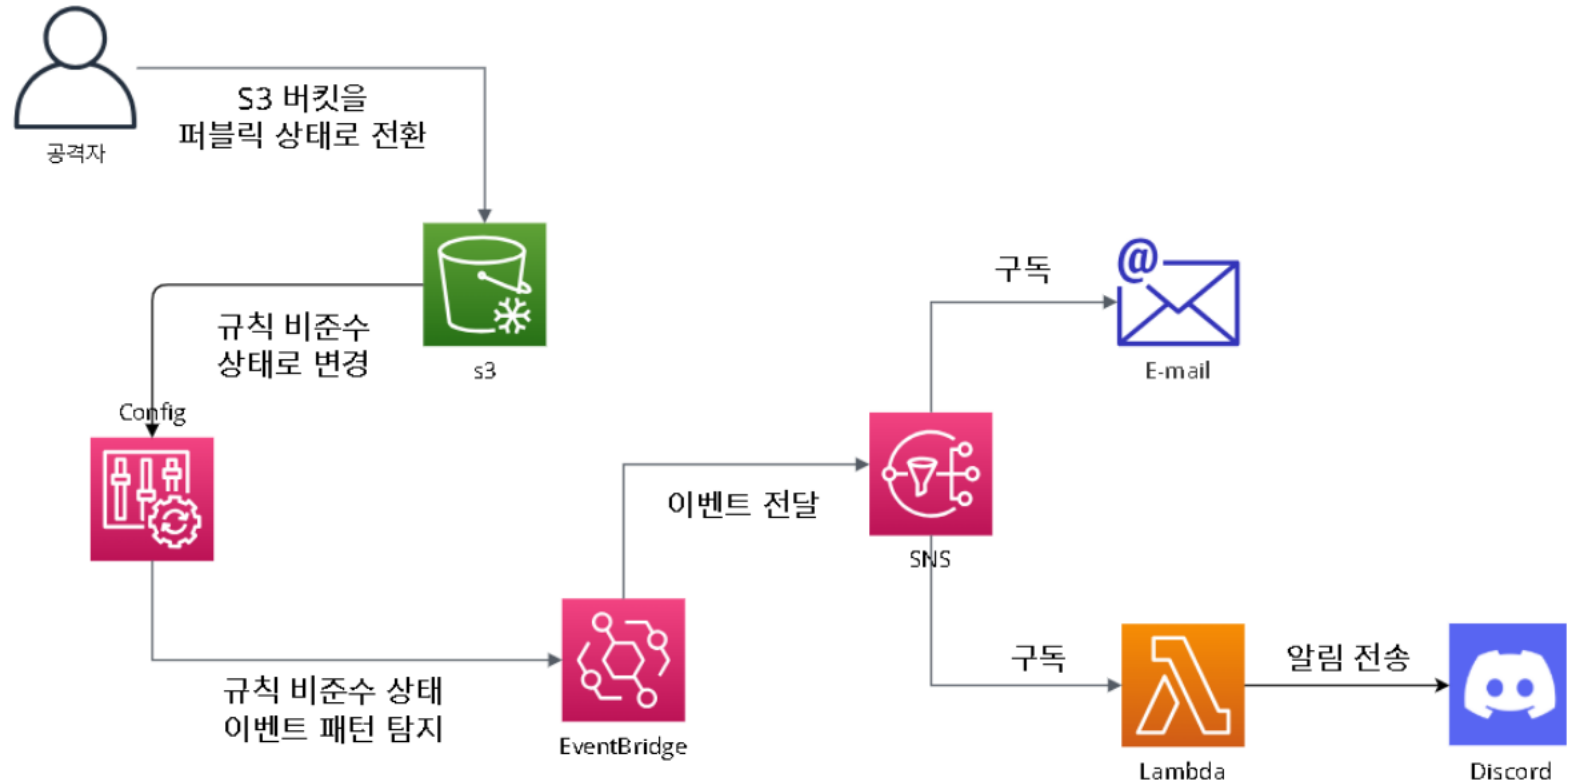 S3 버킷을
퍼블릭 상태로 전환
공격자
규칙 비준수
상태로 변경
s3
Config
구독
@
E-mail
이벤트 전달
SNS
규칙 비준수 상태
이벤트 패턴 탐지
EventBridge
구독
알림 전송
Lambda
Discord